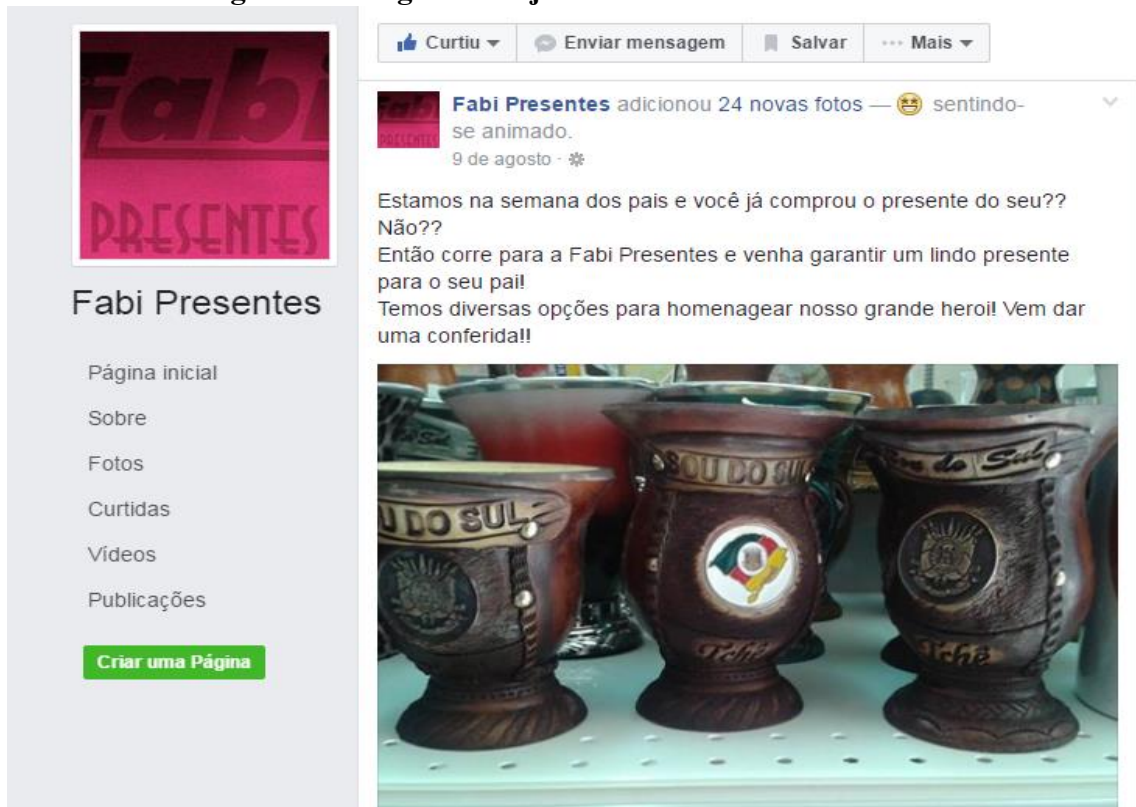 Fabi
PRESENTES
Fabi Presentes
Página inicial
Sobre
Fotos
Curtidas
Vídeos
Publicações
Criar uma Página
Curtiu
Enviar mensagem
Salvar
Mais
Fabi Presentes adicionou 24 novas fotos — sentindo-
se animado.
9 de agosto ·
Estamos na semana dos pais e você já comprou o presente do seu??
Não??
Então corre para a Fabi Presentes e venha garantir um lindo presente
para o seu pai!
Temos diversas opções para homenagear nosso grande heroi! Vem dar
uma conferida!!
U DO SUL
SOU DO SUL
Tchê
Sou do Sul
Tchê